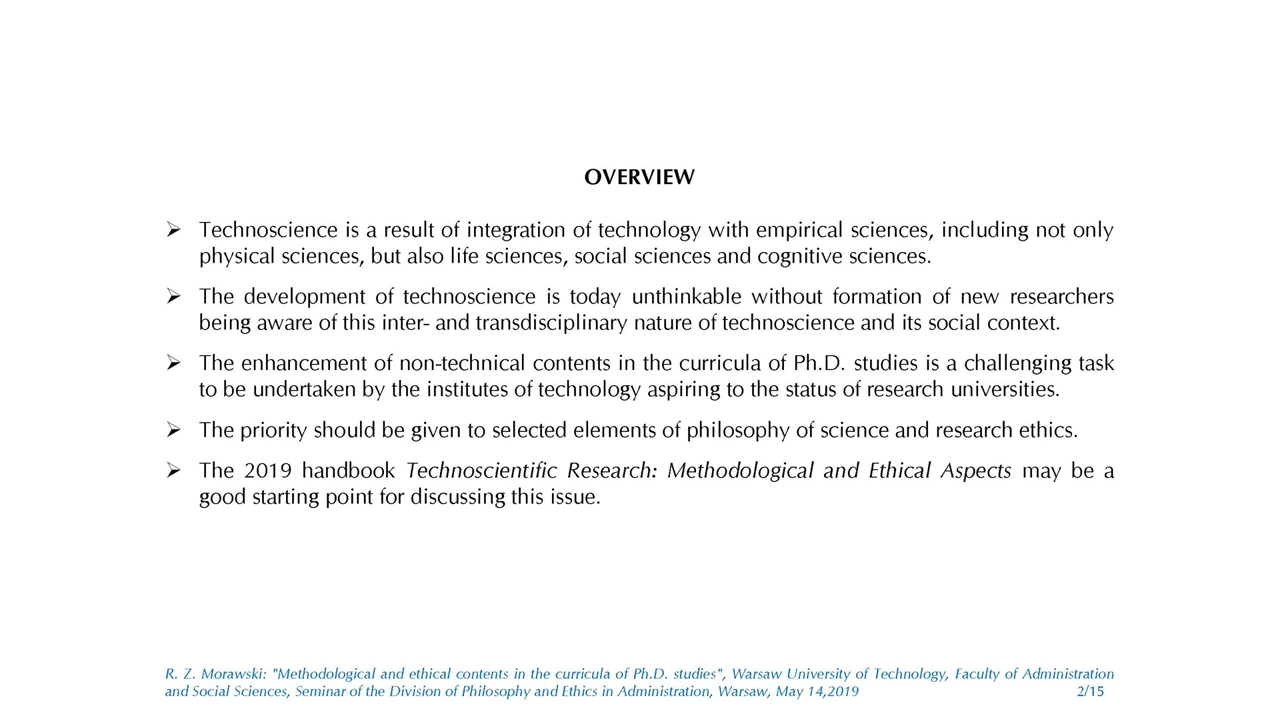 OVERVIEW
➢ Technoscience is a result of integration of technology with empirical sciences, including not only
physical sciences, but also life sciences, social sciences and cognitive sciences.
➢ The development of technoscience is today unthinkable without formation of new researchers
being aware of this inter- and transdisciplinary nature of technoscience and its social context.
➢ The enhancement of non-technical contents in the curricula of Ph.D. studies is a challenging task
to be undertaken by the institutes of technology aspiring to the status of research universities.
➢ The priority should be given to selected elements of philosophy of science and research ethics.
➢ The 2019 handbook Technoscientific Research: Methodological and Ethical Aspects may be a
good starting point for discussing this issue.
R. Z. Morawski: "Methodological and ethical contents in the curricula of Ph.D. studies", Warsaw University of Technology, Faculty of Administration
and Social Sciences, Seminar of the Division of Philosophy and Ethics in Administration, Warsaw, May 14,2019 2/15